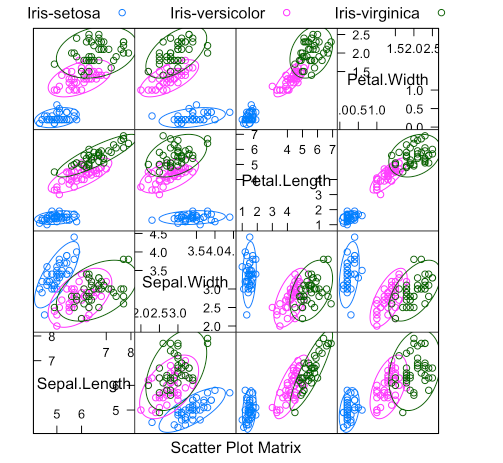 Iris-setosa Iris-versicolor Iris-virginica
2.5
2.0 1.52.02.5
1.5
Petal.Width
1.0
.00.51.0 0.5
0.0
7
6 4 5 6 7
5
Petal.Length
4
3
1 2 3 4 2
1
4.5
4.0 3.54.04.
3.5
Sepal.Width
3.0
2.5
2.02.53.0
2.0
8
7 7 8
Sepal.Length
6
5 6 5
Scatter Plot Matrix